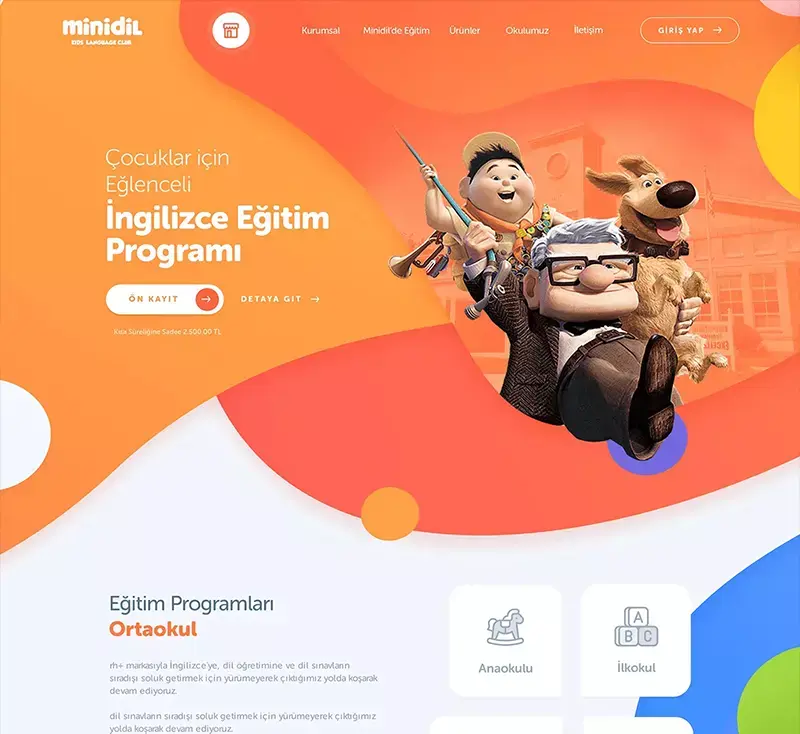 minidil
KIDS LANGUAGE CLUB
Kurumsal
Minidil'de Eğitim
Ürünler
Okulumuz
İletişim
GİRİŞ YAP
Çocuklar için
Eğlenceli
İngilizce Eğitim
Programı
ÖN KAYIT
DETAYA GİT
Kısa Süreliğine Sadee 2.500.00 TL
Eğitim Programları
Ortaokul
rh+ markasıyla İngilizce'ye, dil öğretimine ve dil sınavların
sıradışı soluk getirmek için yürümeyerek çıktığımız yolda koşarak
devam ediyoruz.
dil sınavların sıradışı soluk getirmek için yürümeyerek çıktığımız
yolda koşarak devam ediyoruz.
Anaokulu
A
B C
İlkokul